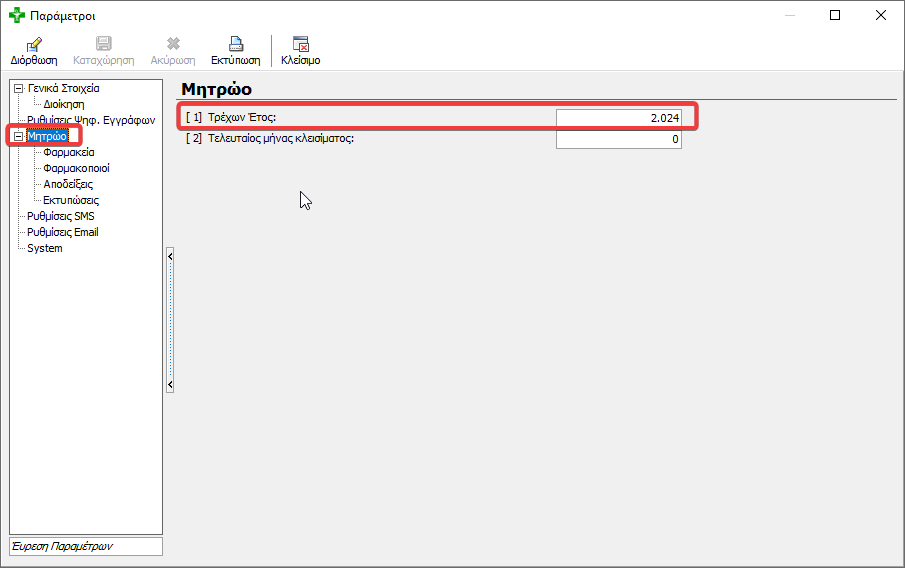 Παράμετροι
Διόρθωση Καταχώρηση Ακύρωση Εκτύπωση Κλείσιμο
Γενικά Στοιχεία
Διοίκηση
Ρυθμίσεις Ψηφ. Εγγράφων
Μητρώο
Φαρμακεία
Φαρμακοποιοί
Αποδείξεις
Εκτυπώσεις
Ρυθμίσεις SMS
Ρυθμίσεις Email
System
Έυρεση Παραμέτρων
Μητρώο
[ 1] Τρέχων Έτος: 2.024
[ 2] Τελευταίος μήνας κλεισίματος: 0